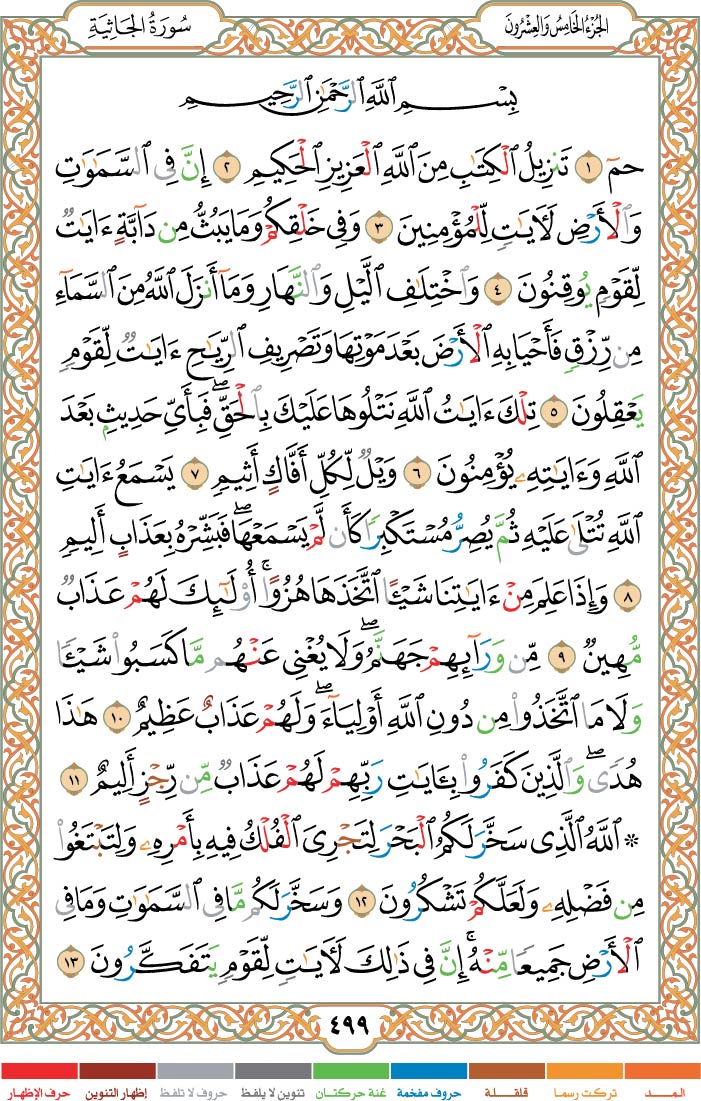 سُورَةُ الجَاثِيَةِ
الجُزْءُ الخَامِسُ وَالعِشْرُونَ
بِسْمِ ٱللَّهِ ٱلرَّحْمَٰنِ ٱلرَّحِيمِ
حمٓ ١ تَنزِيلُ ٱلْكِتَٰبِ مِنَ ٱللَّهِ ٱلْعَزِيزِ ٱلْحَكِيمِ ٢ إِنَّ فِى ٱلسَّمَٰوَٰتِ
وَٱلْأَرْضِ لَءَايَٰتٍ لِّلْمُؤْمِنِينَ ٣ وَفِى خَلْقِكُمْ وَمَا يَبُثُّ مِن دَآبَّةٍ ءَايَٰتٌ
لِّقَوْمٍ يُوقِنُونَ ٤ وَٱخْتِلَٰفِ ٱلَّيْلِ وَٱلنَّهَارِ وَمَآ أَنزَلَ ٱللَّهُ مِنَ ٱلسَّمَآءِ
مِن رِّزْقٍ فَأَحْيَا بِهِ ٱلْأَرْضَ بَعْدَ مَوْتِهَا وَتَصْرِيفِ ٱلرِّيَٰحِ ءَايَٰتٌ لِّقَوْمٍ
يَعْقِلُونَ ٥ تِلْكَ ءَايَٰتُ ٱللَّهِ نَتْلُوهَا عَلَيْكَ بِٱلْحَقِّ ۖ فَبِأَىِّ حَدِيثٍۭ بَعْدَ
ٱللَّهِ وَءَايَٰتِهِۦ يُؤْمِنُونَ ٦ وَيْلٌ لِّكُلِّ أَفَّاكٍ أَثِيمٍ ٧ يَسْمَعُ ءَايَٰتِ
ٱللَّهِ تُتْلَىٰ عَلَيْهِ ثُمَّ يُصِرُّ مُسْتَكْبِرًا كَأَن لَّمْ يَسْمَعْهَا ۖ فَبَشِّرْهُ بِعَذَابٍ أَلِيمٍ
٨ وَإِذَا عَلِمَ مِنْ ءَايَٰتِنَا شَيْـًٔا ٱتَّخَذَهَا هُزُوًا ۚ أُو۟لَٰٓئِكَ لَهُمْ عَذَابٌ
مُّهِينٌ ٩ مِّن وَرَآئِهِمْ جَهَنَّمُ ۖ وَلَا يُغْنِى عَنْهُم مَّا كَسَبُوا۟ شَيْـًٔا
وَلَا مَا ٱتَّخَذُوا۟ مِن دُونِ ٱللَّهِ أَوْلِيَآءَ ۖ وَلَهُمْ عَذَابٌ عَظِيمٌ ١٠ هَٰذَا
هُدًى ۖ وَٱلَّذِينَ كَفَرُوا۟ بِـَٔايَٰتِ رَبِّهِمْ لَهُمْ عَذَابٌ مِّن رِّجْزٍ أَلِيمٌ ١١
۞ ٱللَّهُ ٱلَّذِى سَخَّرَ لَكُمُ ٱلْبَحْرَ لِتَجْرِىَ ٱلْفُلْكُ فِيهِ بِأَمْرِهِۦ وَلِتَبْتَغُوا۟
مِن فَضْلِهِۦ وَلَعَلَّكُمْ تَشْكُرُونَ ١٢ وَسَخَّرَ لَكُم مَّا فِى ٱلسَّمَٰوَٰتِ وَمَا فِى
ٱلْأَرْضِ جَمِيعًا مِّنْهُ ۚ إِنَّ فِى ذَٰلِكَ لَءَايَٰتٍ لِّقَوْمٍ يَتَفَكَّرُونَ ١٣
٤٩٩
المــــد تركت رسما قلقـلة حروف مفخمة غنة حركتان تنوين لا يلفظ حروف لا تلفظ إظهار التنوين حرف الإظهار